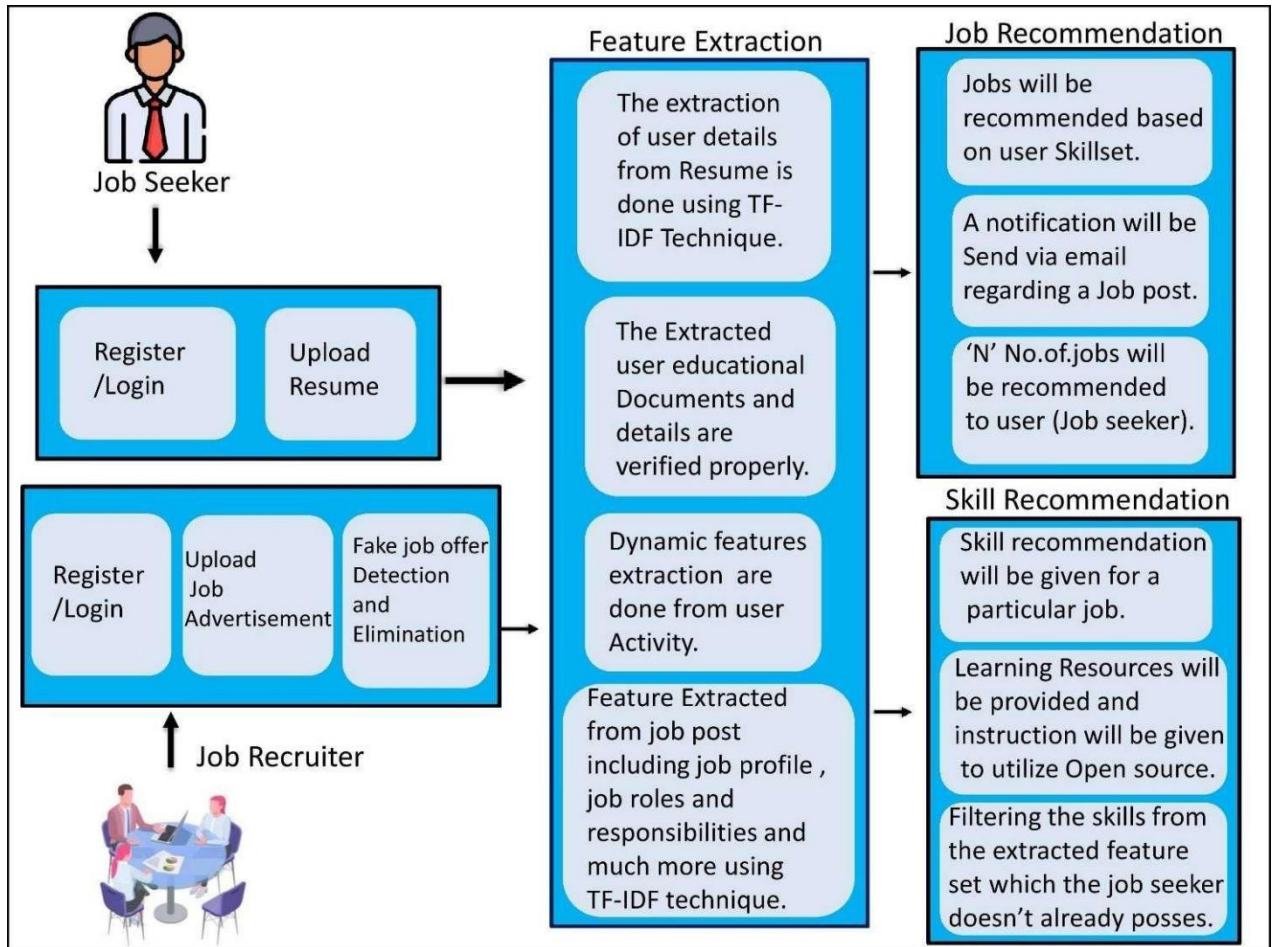 Job Seeker
Register
/Login
Upload
Resume
Register
/Login
Upload
Job
Advertisement
Fake job offer
Detection
and
Elimination
Job Recruiter
Feature Extraction
The extraction
of user details
from Resume is
done using TF-
IDF Technique.
The Extracted
user educational
Documents and
details are
verified properly.
Dynamic features
extraction are
done from user
Activity.
Feature Extracted
from job post
including job profile ,
job roles and
responsibilities and
much more using
TF-IDF technique.
Job Recommendation
Jobs will be
recommended based
on user Skillset.
A notification will be
Send via email
regarding a Job post.
‘N’ No.of.jobs will
be recommended
to user (Job seeker).
Skill Recommendation
Skill recommendation
will be given for a
particular job.
Learning Resources will
be provided and
instruction will be given
to utilize Open source.
Filtering the skills from
the extracted feature
set which the job seeker
doesn’t already posses.